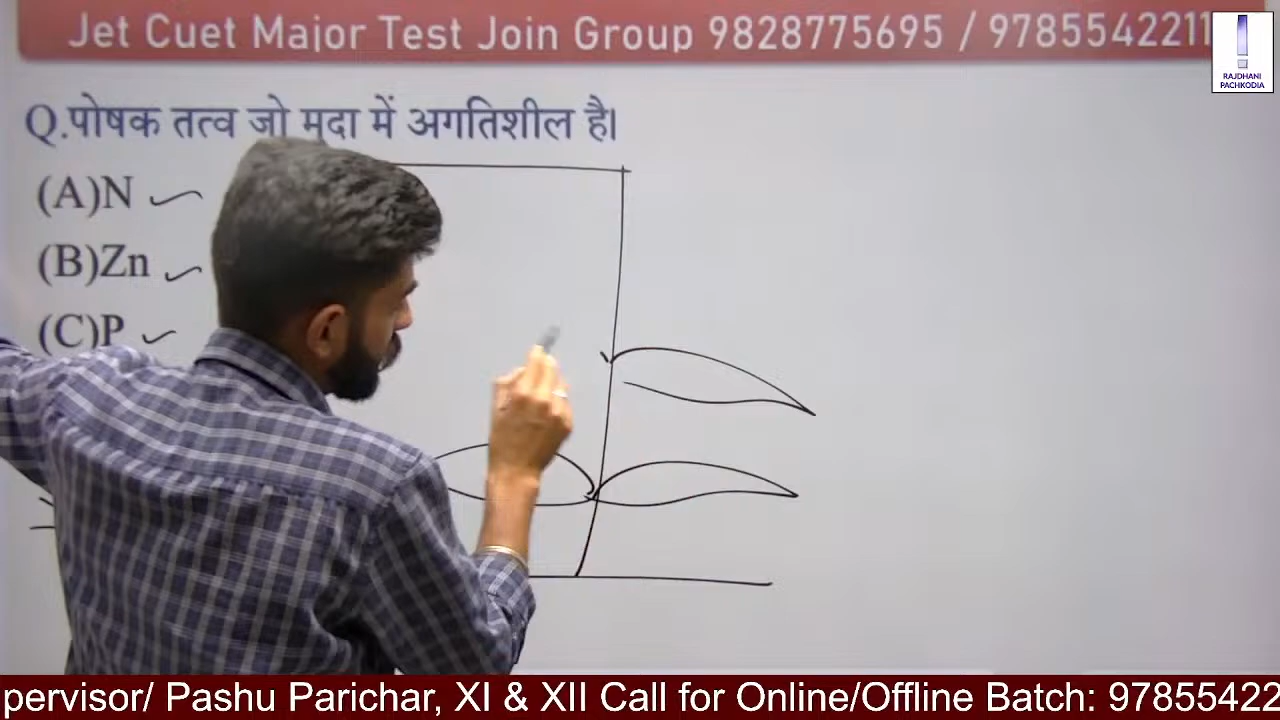 Jet Cuet Major Test Join Group 9828775695 / 9785542211
RAJDHANI
PACHKODIA
Q.पोषक तत्व जो मृदा में अगतिशील है।
(A)N
(B)Zn
(C)P
pervisor/ Pashu Parichar, XI & XII Call for Online/Offline Batch: 97855422